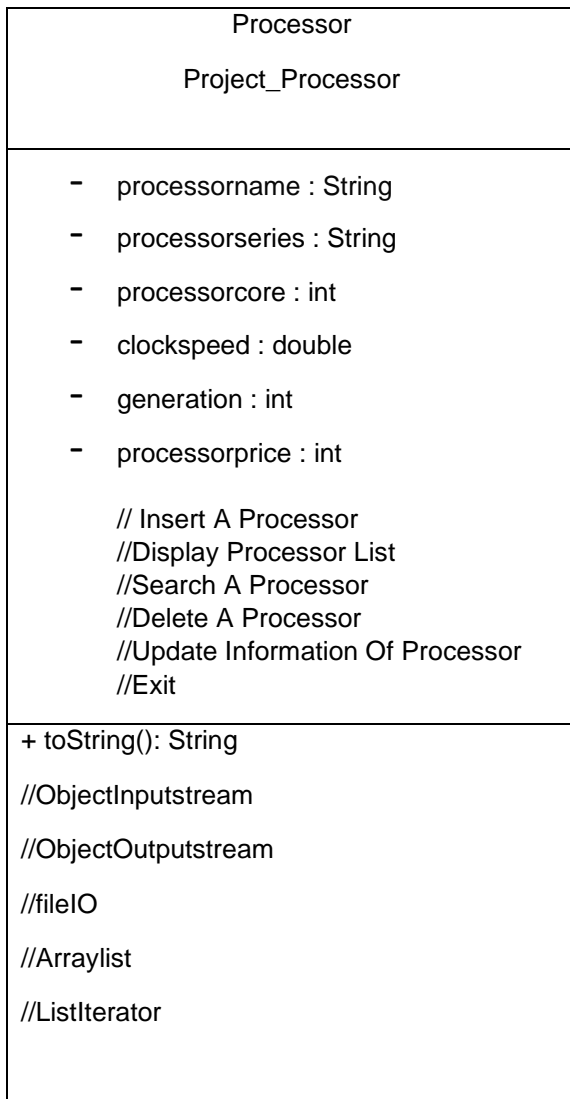 Processor
Project_Processor
- processorname : String
- processorseries : String
- processorcore : int
- clockspeed : double
- generation : int
- processorprice : int
// Insert A Processor
//Display Processor List
//Search A Processor
//Delete A Processor
//Update Information Of Processor
//Exit
+ toString(): String
//ObjectInputstream
//ObjectOutputstream
//fileIO
//Arraylist
//ListIterator